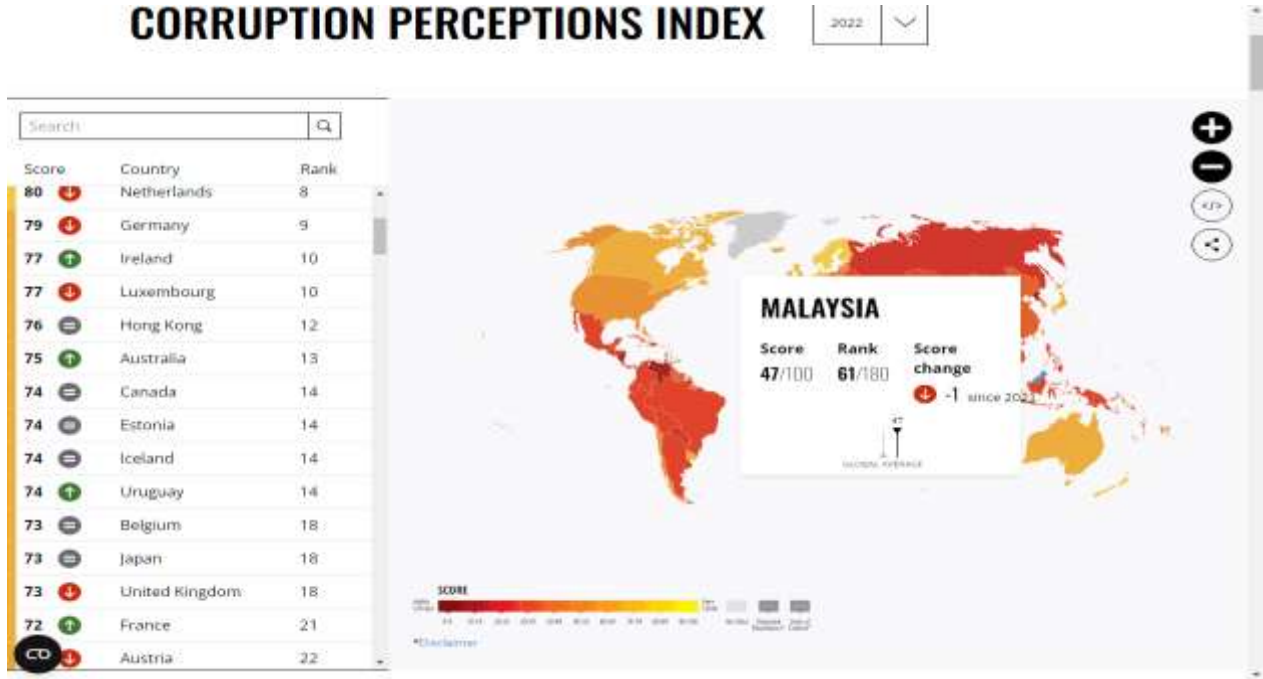 CORRUPTION PERCEPTIONS INDEX
2022
Search
Score Country Rank
80 Netherlands 8
79 Germany 9
77 Ireland 10
77 Luxembourg 10
76 Hong Kong 12
75 Australia 13
74 Canada 14
74 Estonia 14
74 Iceland 14
74 Uruguay 14
73 Belgium 18
73 Japan 18
73 United Kingdom 18
72 France 21
Austria 22
MALAYSIA
Score Rank Score change
47/100 61/180
-1 since
47
GLOBAL AVERAGE
SCORE
*Disclaimer